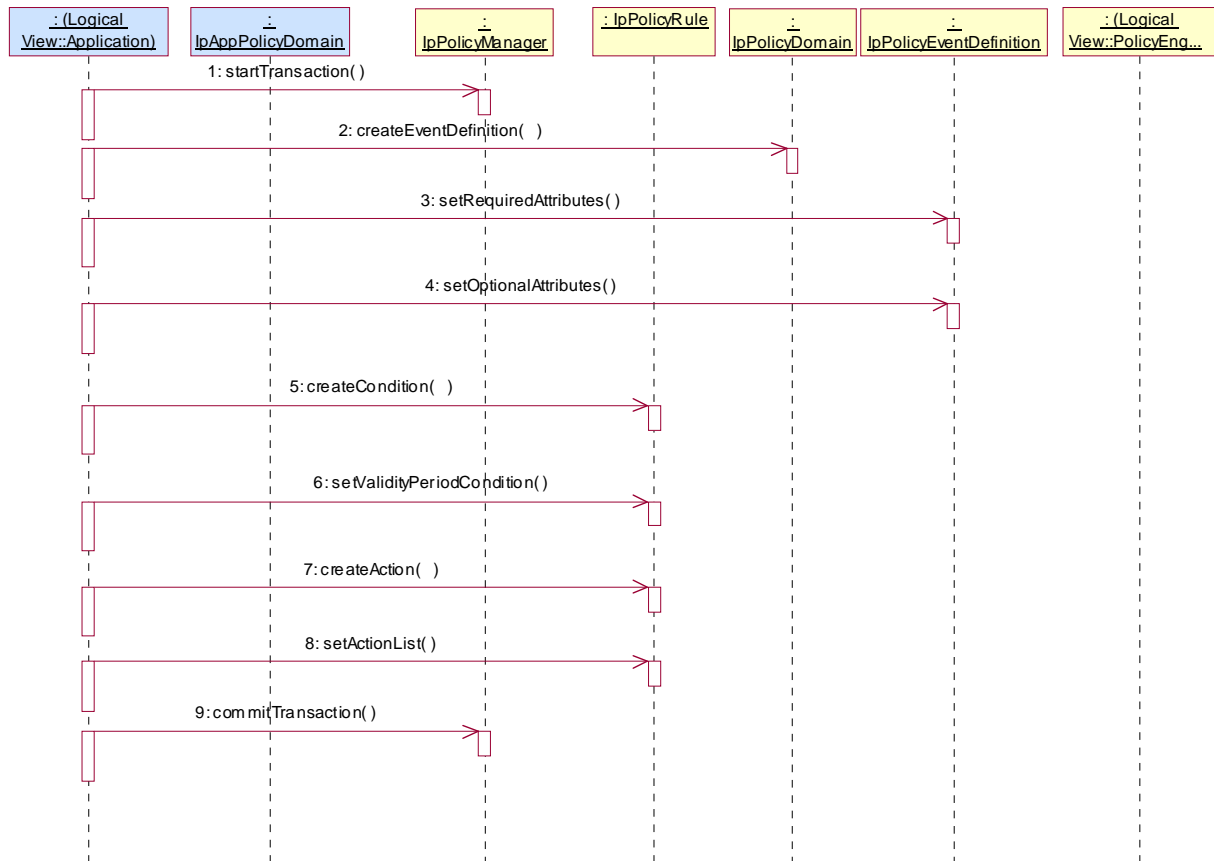 : (Logical
View::Application)
:
IpAppPolicyDomain
:
IpPolicyManager
: IpPolicyRule
:
IpPolicyDomain
:
IpPolicyEventDefinition
: (Logical
View::PolicyEng...
1: startTransaction( )
2: createEventDefinition(  )
3: setRequiredAttributes( )
4: setOptionalAttributes( )
5: createCondition(  )
6: setValidityPeriodCondition( )
7: createAction(  )
8: setActionList( )
9: commitTransaction( )